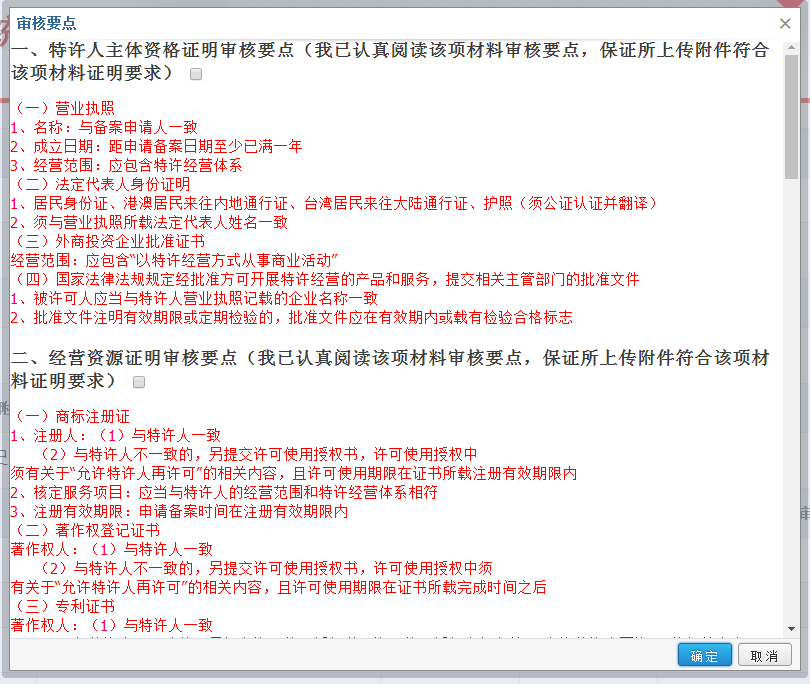 审核要点
一、特许人主体资格证明审核要点（我已认真阅读该项材料审核要点，保证所上传附件符合
该项材料证明要求）
（一）营业执照
1、名称：与备案申请人一致
2、成立日期：距申请备案日期至少已满一年
3、经营范围：应包含特许经营体系
（二）法定代表人身份证明
1、居民身份证、港澳居民来往内地通行证、台湾居民来往大陆通行证、护照（须公证认证并翻译）
2、须与营业执照所载法定代表人姓名一致
（三）外商投资企业批准证书
经营范围：应包含“以特许经营方式从事商业活动”
（四）国家法律法规规定经批准方可开展特许经营的产品和服务，提交相关主管部门的批准文件
1、被许可人应当与特许人营业执照记载的企业名称一致
2、批准文件注明有效期限或定期检验的，批准文件应在有效期内或载有检验合格标志
二、经营资源证明审核要点（我已认真阅读该项材料审核要点，保证所上传附件符合该项材
料证明要求）
（一）商标注册证
1、注册人：（1）与特许人一致
（2）与特许人不一致的，另提交许可使用授权书，许可使用授权中
须有关于“允许特许人再许可”的相关内容，且许可使用期限在证书所载注册有效期限内
2、核定服务项目：应当与特许人的经营范围和特许经营体系相符
3、注册有效期限：申请备案时间在注册有效期限内
（二）著作权登记证书
著作权人：（1）与特许人一致
（2）与特许人不一致的，另提交许可使用授权书，许可使用授权中须
有关于“允许特许人再许可”的相关内容，且许可使用期限在证书所载完成时间之后
（三）专利证书
著作权人：（1）与特许人一致
确定
取消